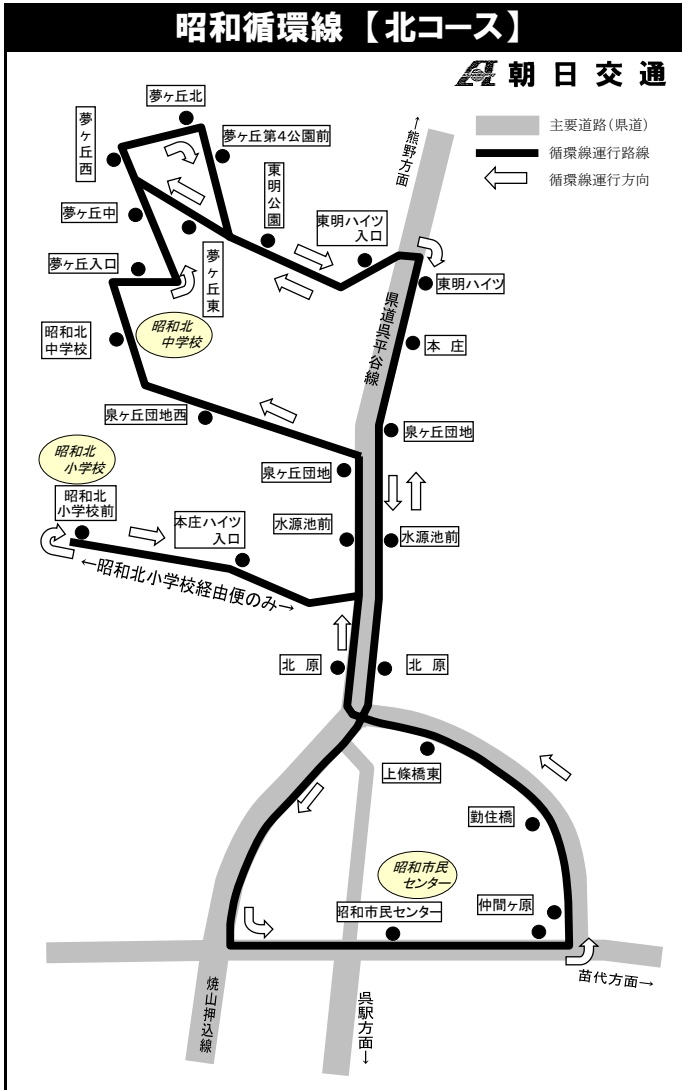 昭和循環線【北コース】
朝日交通
主要道路(県道)
循環線運行路線
循環線運行方向
←熊野方面
夢ヶ丘北
夢ヶ丘西
夢ヶ丘第4公園前
東明公園
東明ハイツ
入口
夢ヶ丘中
夢ヶ丘東
夢ヶ丘入口
東明ハイツ
県道呉平谷線
昭和北
中学校
昭和北
中学校
本庄
泉ヶ丘団地西
泉ヶ丘団地
昭和北
小学校
泉ヶ丘団地
昭和北
小学校前
本庄ハイツ
入口
水源池前
水源池前
←昭和北小学校経由便のみ→
北原
北原
上條橋東
勤住橋
昭和市民
センター
昭和市民センター
仲間ヶ原
苗代方面→
焼山押込線
呉駅方面→